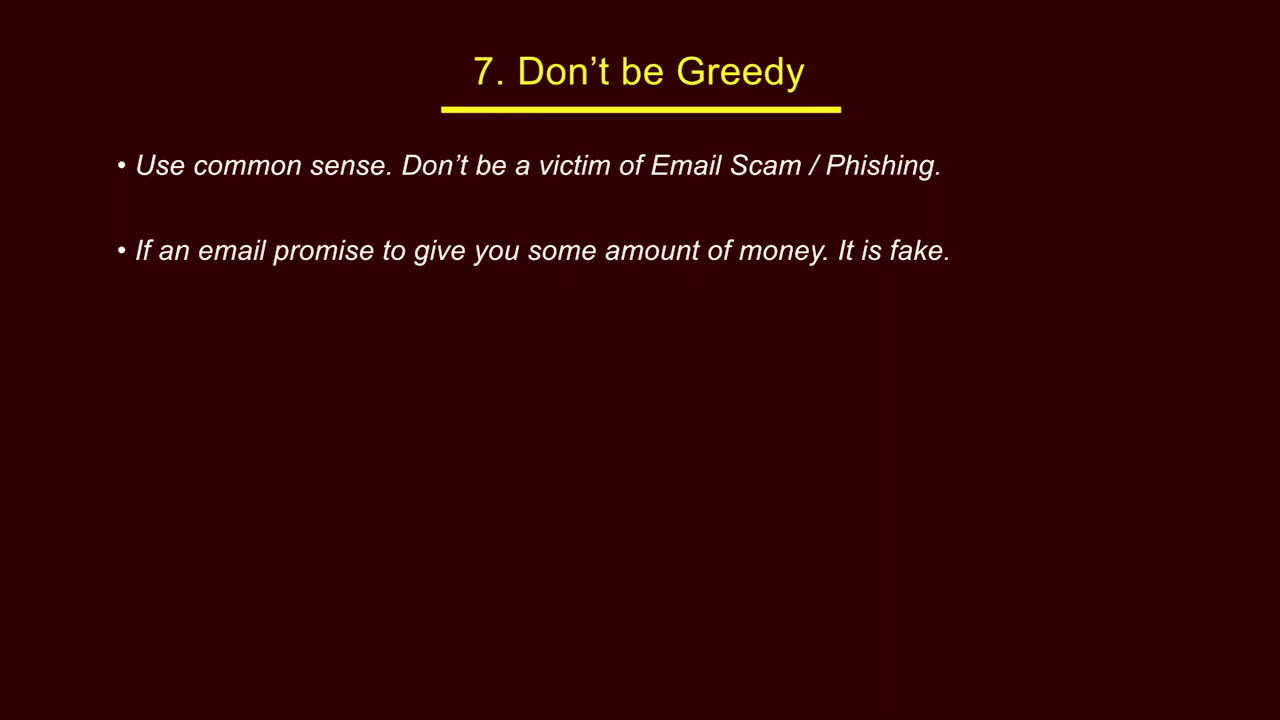 7. Don’t be Greedy
• Use common sense. Don’t be a victim of Email Scam / Phishing.
• If an email promise to give you some amount of money. It is fake.